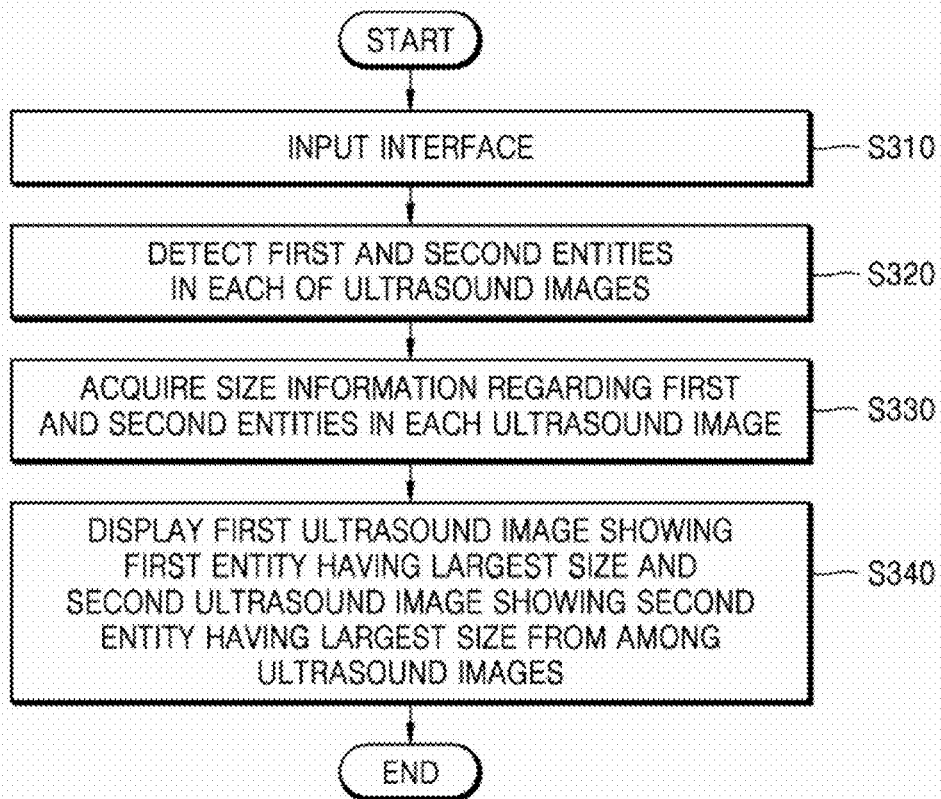 START
INPUT INTERFACE
S310
DETECT FIRST AND SECOND ENTITIES
IN EACH OF ULTRASOUND IMAGES
S320
ACQUIRE SIZE INFORMATION REGARDING FIRST
AND SECOND ENTITIES IN EACH ULTRASOUND IMAGE
S330
DISPLAY FIRST ULTRASOUND IMAGE SHOWING
FIRST ENTITY HAVING LARGEST SIZE AND
SECOND ULTRASOUND IMAGE SHOWING SECOND
ENTITY HAVING LARGEST SIZE FROM AMONG
ULTRASOUND IMAGES
S340
END